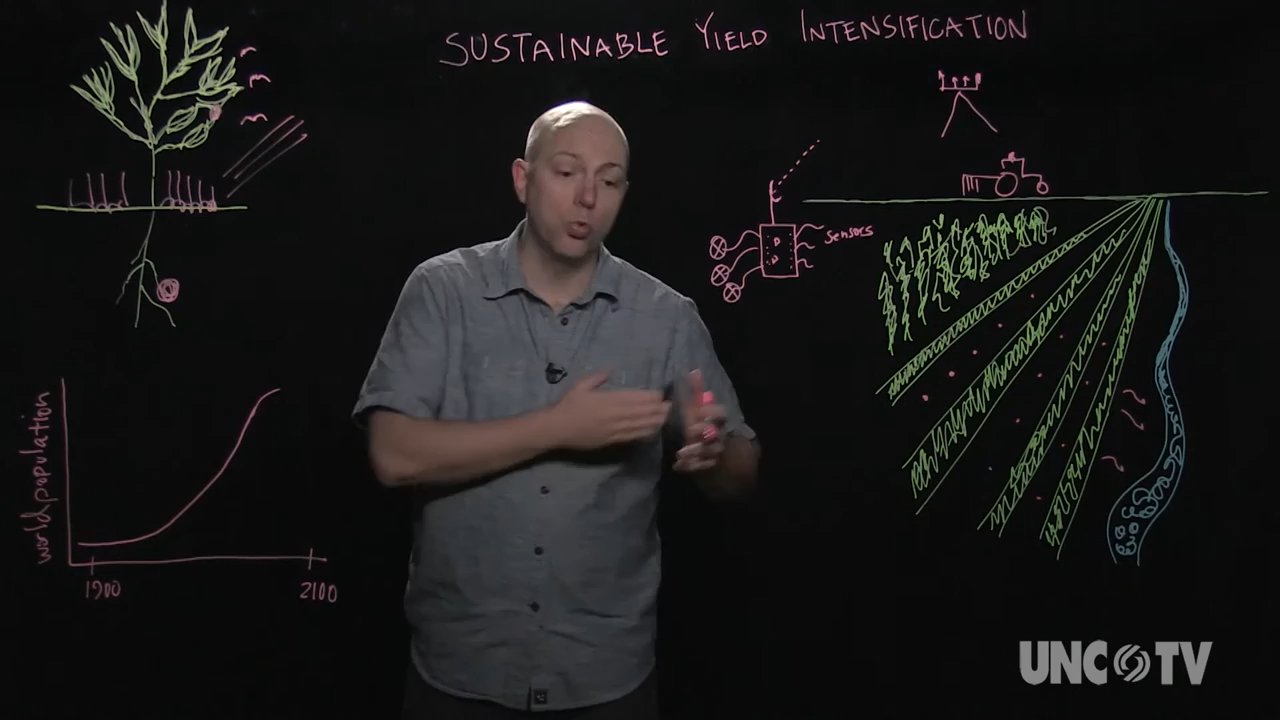 SUSTAINABLE YIELD INTENSIFICATION
sensors
world population
1900
2100
UNC TV